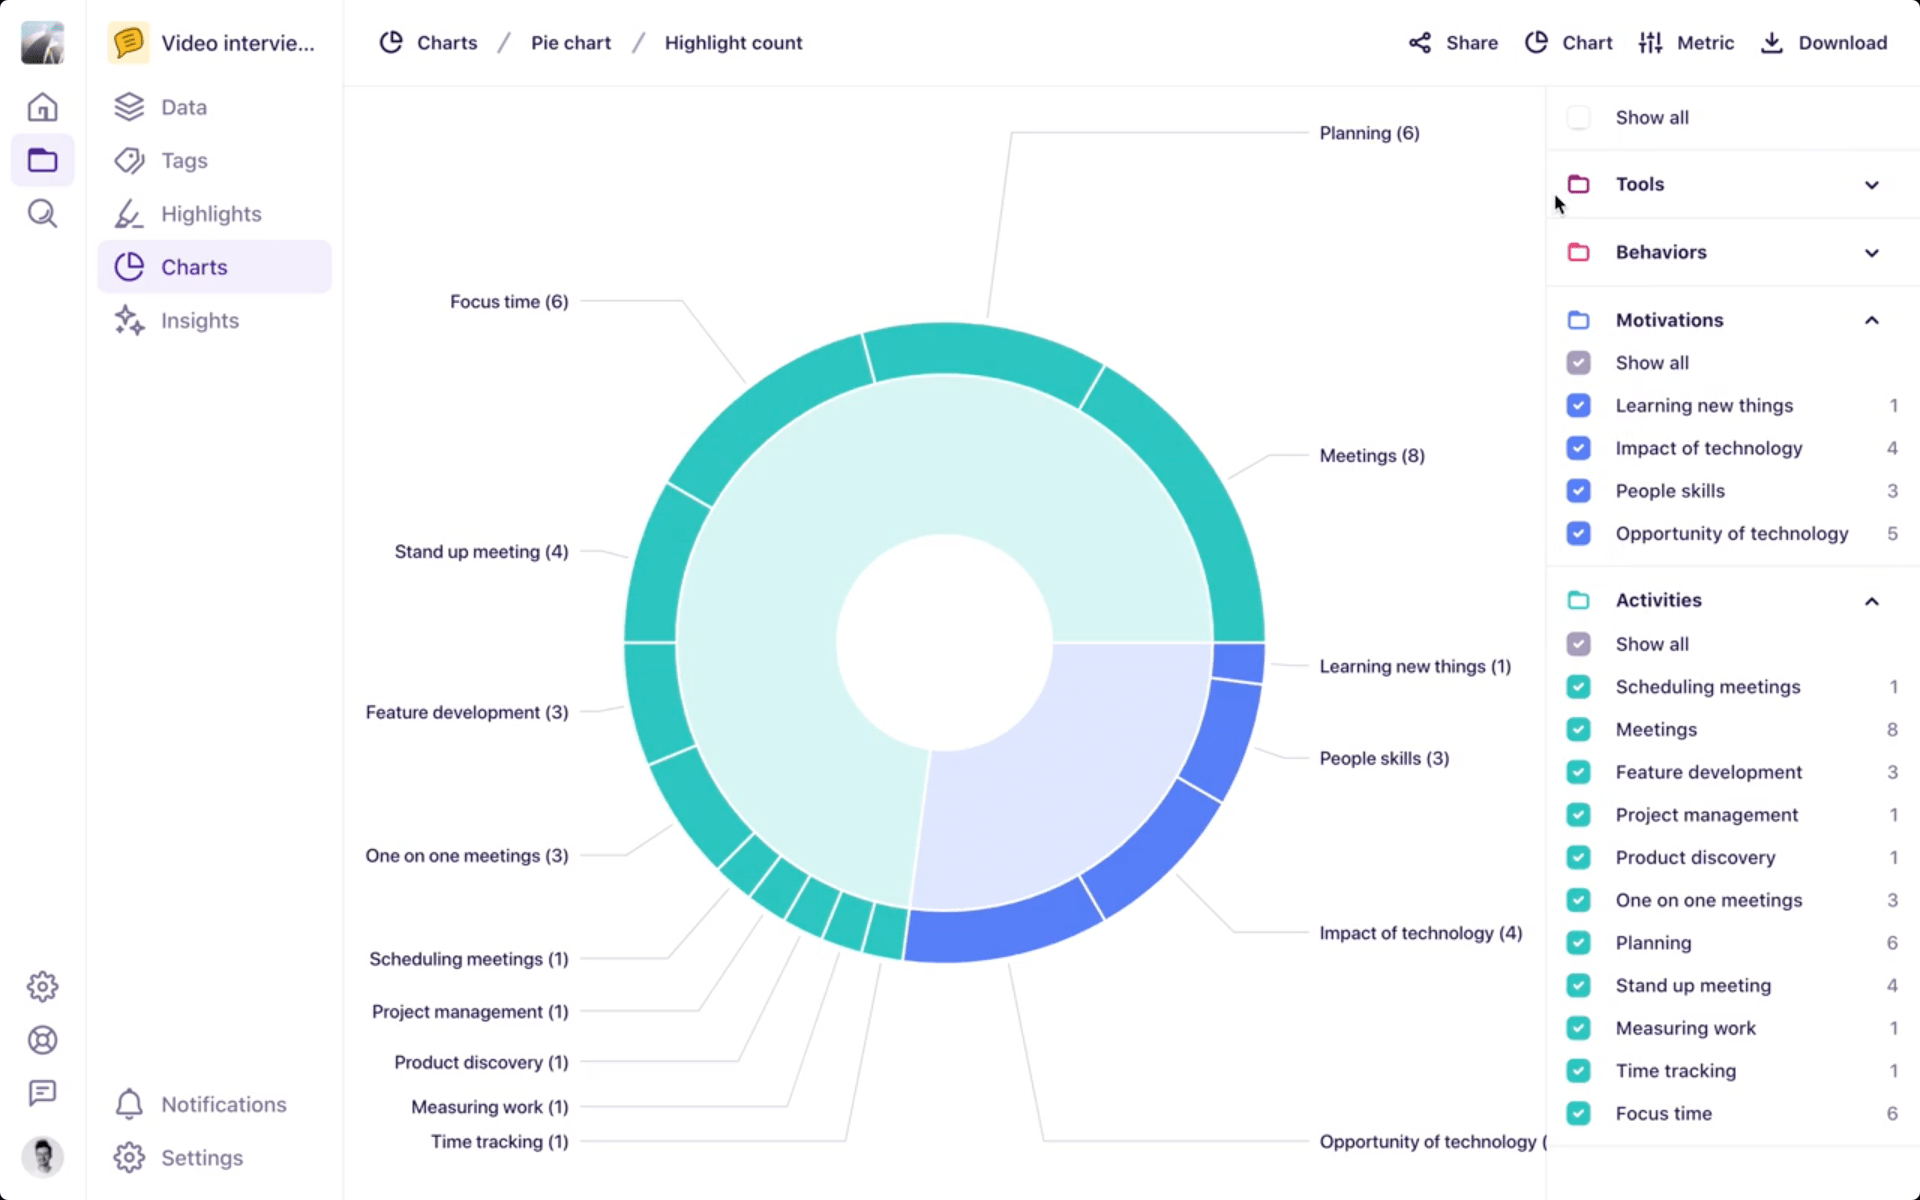 Video intervie...
Data
Tags
Highlights
Charts
Insights
Notifications
Settings
Charts / Pie chart / Highlight count
Share
Chart
Metric
Download
Planning (6)
Focus time (6)
Meetings (8)
Stand up meeting (4)
Learning new things (1)
Feature development (3)
People skills (3)
One on one meetings (3)
Impact of technology (4)
Scheduling meetings (1)
Project management (1)
Product discovery (1)
Measuring work (1)
Time tracking (1)
Opportunity of technology (
Show all
Tools
Behaviors
Motivations
Show all
Learning new things 1
Impact of technology 4
People skills 3
Opportunity of technology 5
Activities
Show all
Scheduling meetings 1
Meetings 8
Feature development 3
Project management 1
Product discovery 1
One on one meetings 3
Planning 6
Stand up meeting 4
Measuring work 1
Time tracking 1
Focus time 6